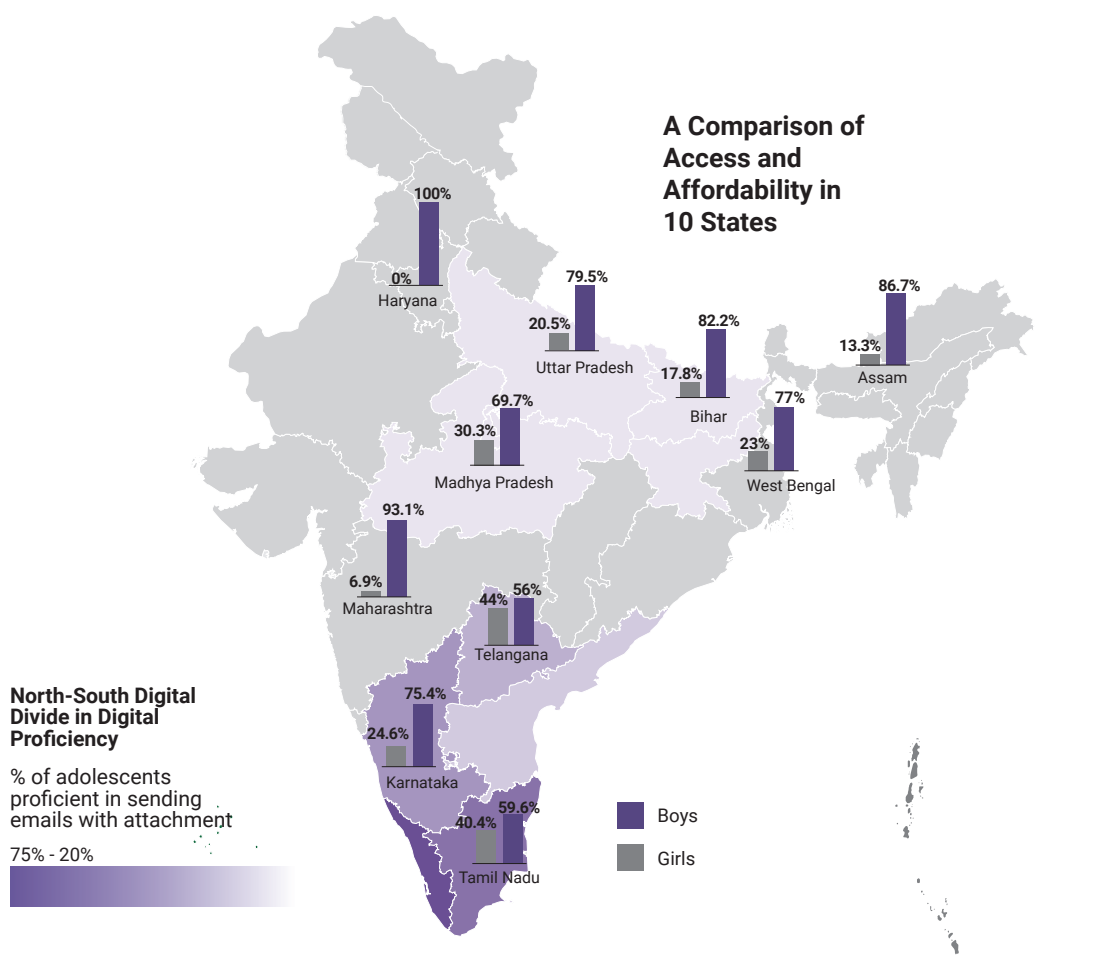 A Comparison of
Access and
Affordability in
10 States
100%
0%
Haryana
79.5%
20.5%
Uttar Pradesh
82.2%
17.8%
Bihar
86.7%
13.3%
Assam
77%
23%
West Bengal
69.7%
30.3%
Madhya Pradesh
93.1%
6.9%
Maharashtra
44%
56%
Telangana
75.4%
24.6%
Karnataka
59.6%
40.4%
Tamil Nadu
North-South Digital
Divide in Digital
Proficiency
% of adolescents
proficient in sending
emails with attachment
75% - 20%
Boys
Girls